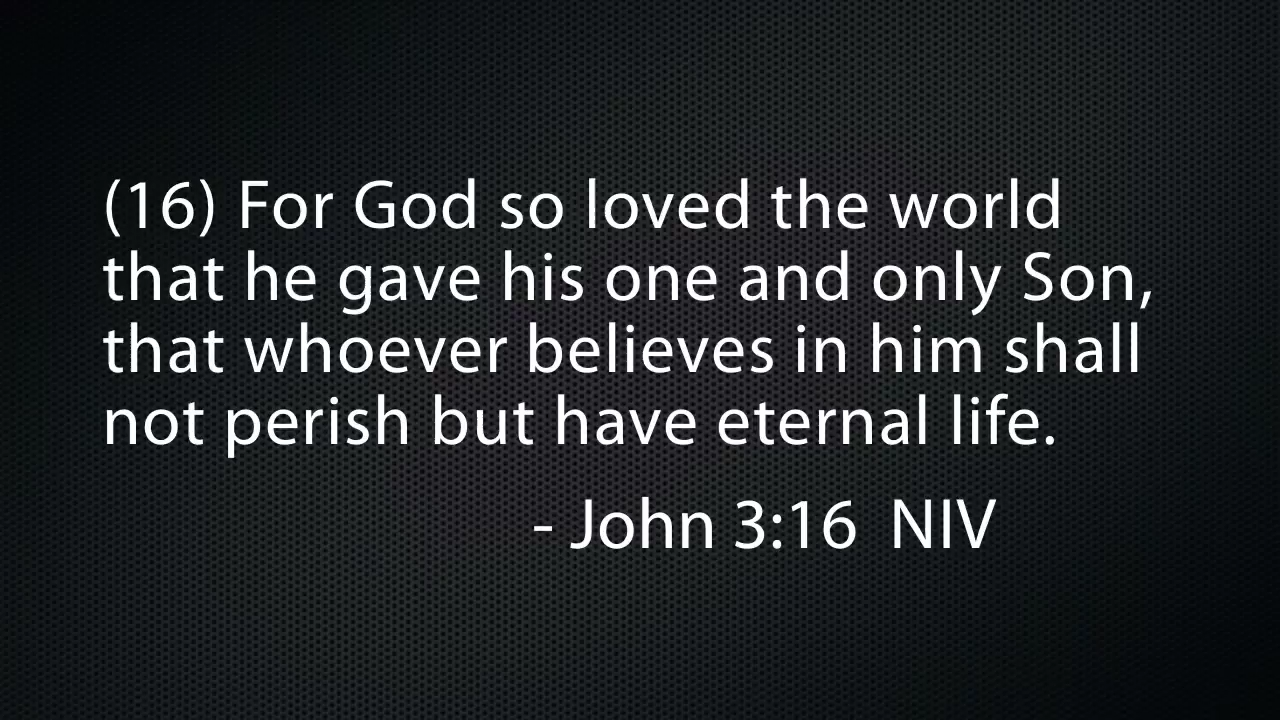 (16) For God so loved the world
that he gave his one and only Son,
that whoever believes in him shall
not perish but have eternal life.
- John 3:16  NIV